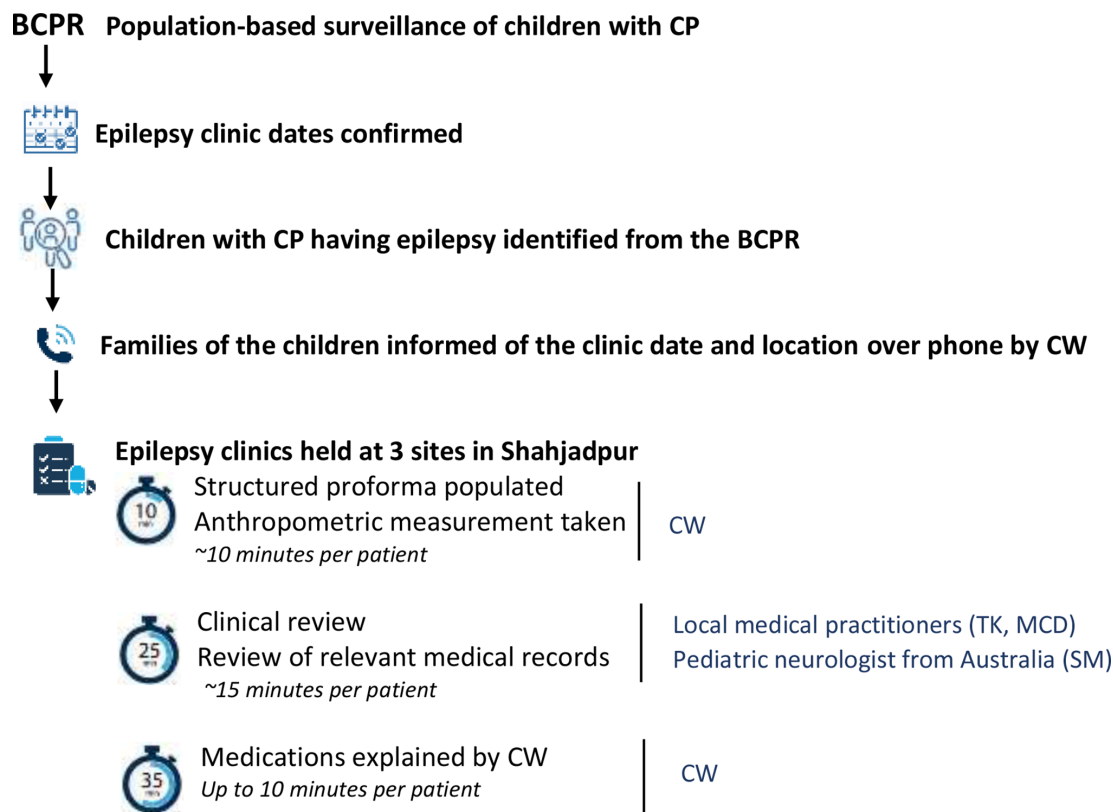 BCPR Population-based surveillance of children with CP
Epilepsy clinic dates confirmed
Children with CP having epilepsy identified from the BCPR
Families of the children informed of the clinic date and location over phone by CW
Epilepsy clinics held at 3 sites in Shahjadpur
10
min
Structured proforma populated
Anthropometric measurement taken
~10 minutes per patient
CW
25
min
Clinical review
Review of relevant medical records
~15 minutes per patient
Local medical practitioners (TK, MCD)
Pediatric neurologist from Australia (SM)
35
min
Medications explained by CW
Up to 10 minutes per patient
CW